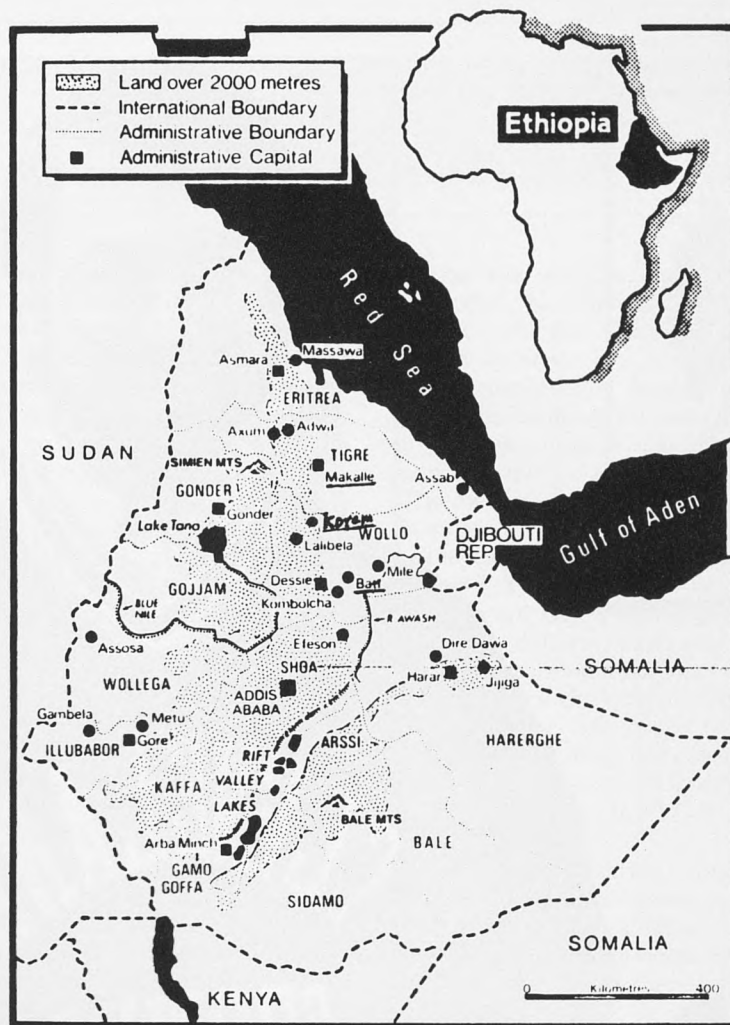 Land over 2000 metres
International Boundary
Administrative Boundary
Administrative Capital
Ethiopia
Red Sea
Massawa
Asmara
ERITREA
Axum
Adwa
SUDAN
SIMIEN MTS
TIGRE
Makalle
Assab
GONDER
Gonder
Korem
WOLLO
Lake Tana
Lalibela
DJIBOUTI
REP.
Gulf of Aden
GOJJAM
Dessie
Bati
Mile
Kombolcha
BLUE
NILE
R AWASH
Assosa
Efeson
Dire Dawa
SHOA
SOMALIA
WOLLEGA
Harar
Jijiga
ADDIS
ABABA
Gambela
Metu
ILLUBABOR
Gore
RIFT
VALLEY
LAKES
ARSSI
HARERGHE
KAFFA
BALE MTS
BALE
Arba Minch
GAMO
GOFFA
SIDAMO
SOMALIA
KENYA
0 Kilometres 400